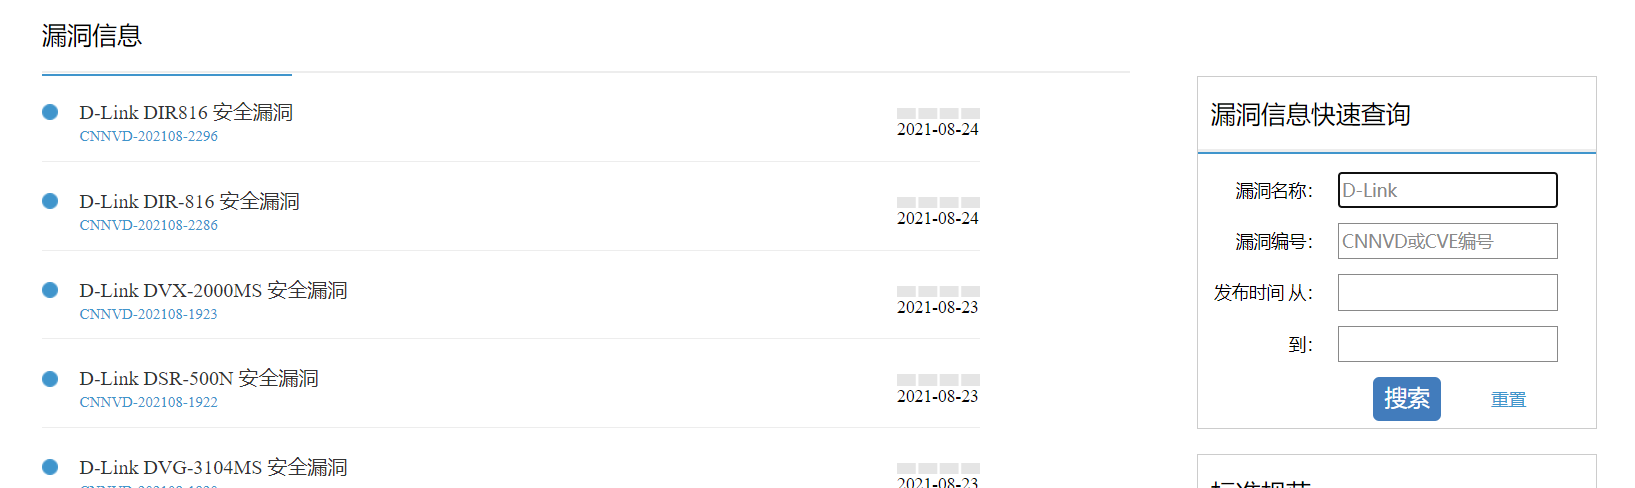 漏洞信息
D-Link DIR816 安全漏洞
CNNVD-202108-2296
2021-08-24
D-Link DIR-816 安全漏洞
CNNVD-202108-2286
2021-08-24
D-Link DVX-2000MS 安全漏洞
CNNVD-202108-1923
2021-08-23
D-Link DSR-500N 安全漏洞
CNNVD-202108-1922
2021-08-23
D-Link DVG-3104MS 安全漏洞
2021-08-23
漏洞信息快速查询
漏洞名称： D-Link
漏洞编号： CNNVD或CVE编号
发布时间 从：
到：
搜索 重置